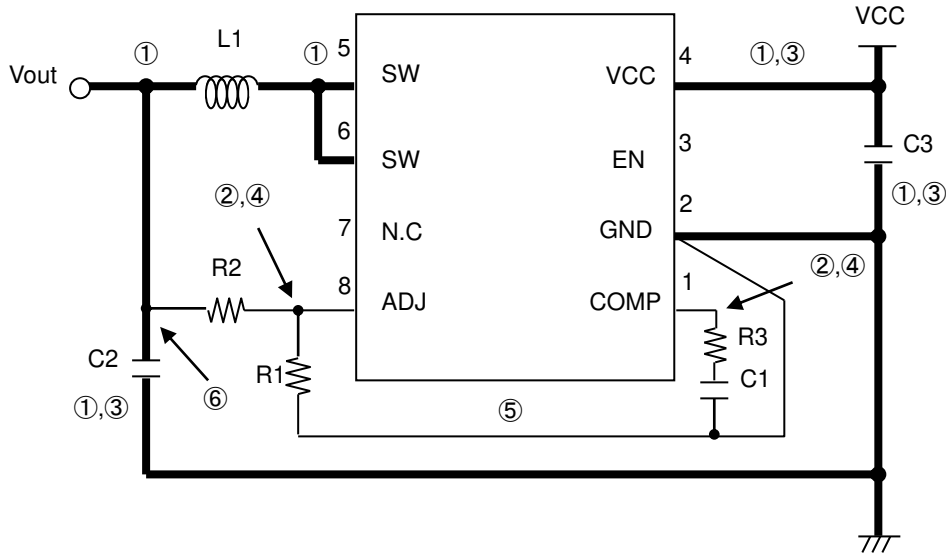 VCC
L1
① ① 5 4 ①,③
Vout SW VCC
6 3 C3
SW EN
①,③
②,④ 7 2
N.C GND
②,④
R2 8 1
ADJ COMP
R3
C2 R1 C1
⑥
①,③ ⑤